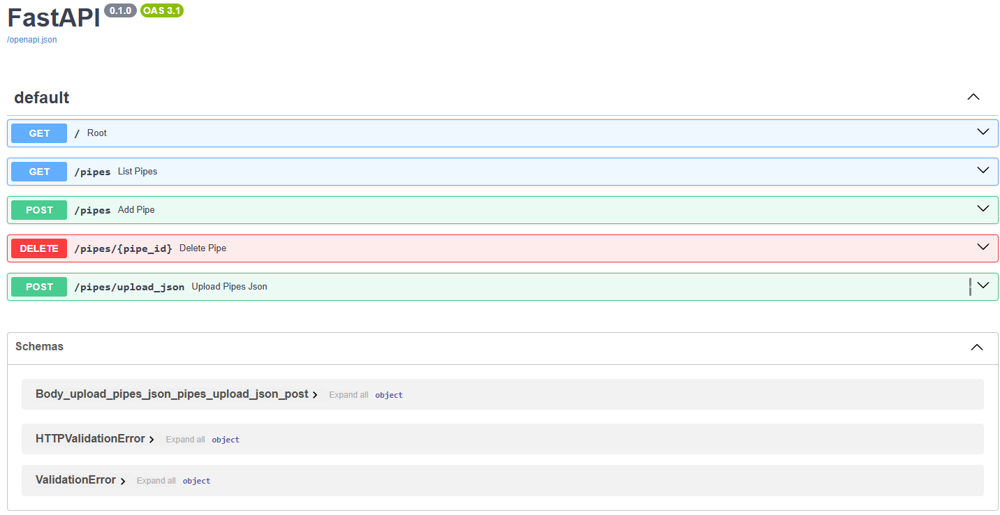 FastAPI 0.1.0 OAS 3.1
/openapi.json
default
GET / Root
GET /pipes List Pipes
POST /pipes Add Pipe
DELETE /pipes/{pipe_id} Delete Pipe
POST /pipes/upload_json Upload Pipes Json
Schemas
Body_upload_pipes_json_pipes_upload_json_post Expand all object
HTTPValidationError Expand all object
ValidationError Expand all object